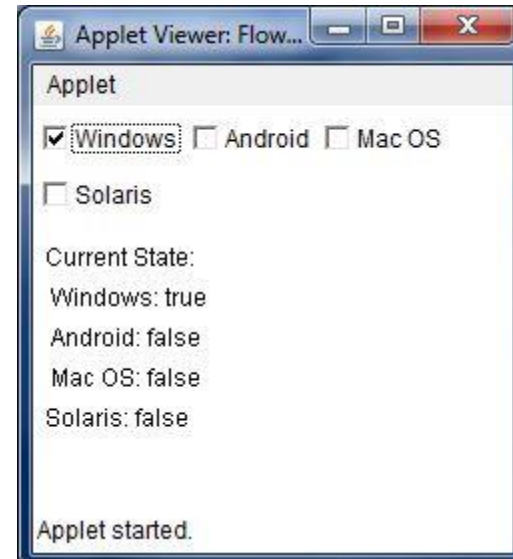 Applet Viewer: Flow...
Applet
Windows Android Mac OS
Solaris
Current State:
Windows: true
Android: false
Mac OS: false
Solaris: false
Applet started.